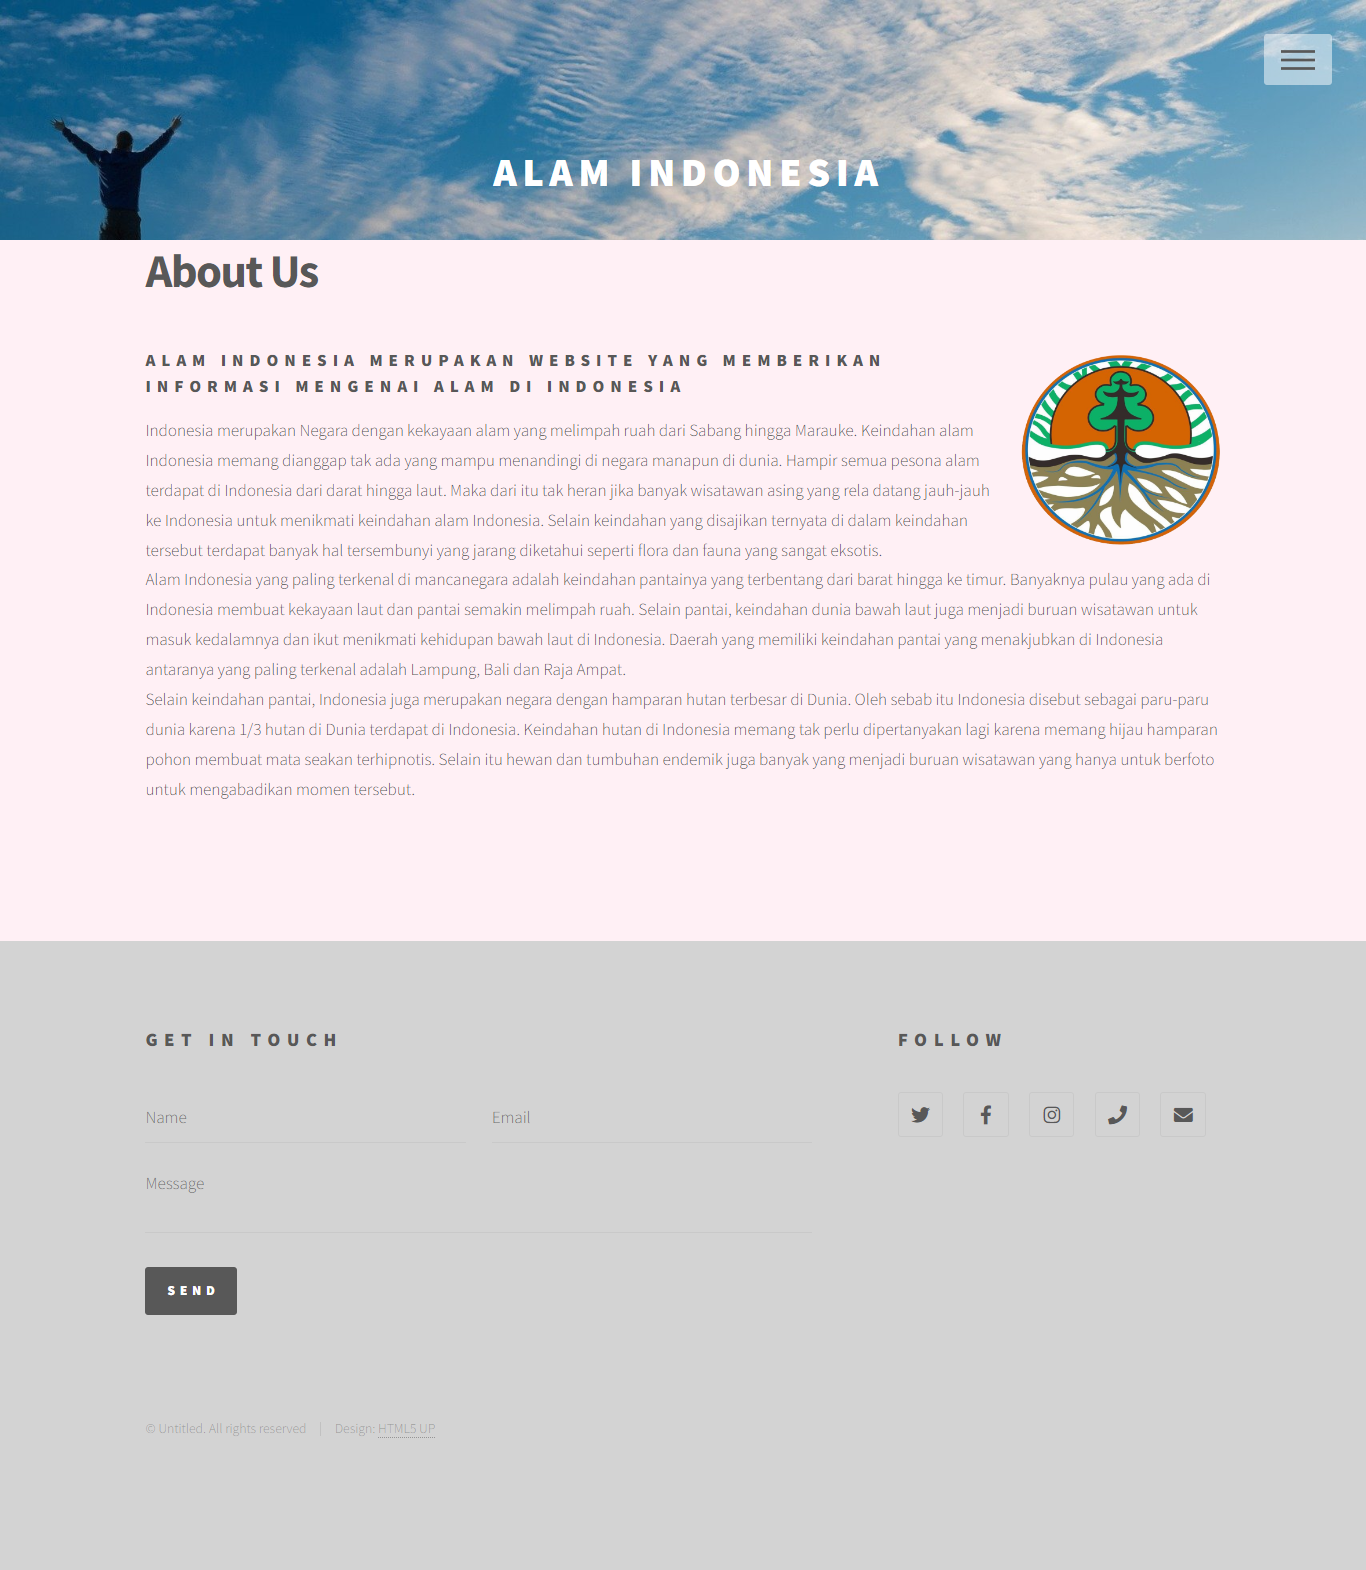 ALAM INDONESIA
About Us
ALAM INDONESIA MERUPAKAN WEBSITE YANG MEMBERIKAN
INFORMASI MENGENAI ALAM DI INDONESIA
Indonesia merupakan Negara dengan kekayaan alam yang melimpah ruah dari Sabang hingga Marauke. Keindahan alam
Indonesia memang dianggap tak ada yang mampu menandingi di negara manapun di dunia. Hampir semua pesona alam
terdapat di Indonesia dari darat hingga laut. Maka dari itu tak heran jika banyak wisatawan asing yang rela datang jauh-jauh
ke Indonesia untuk menikmati keindahan alam Indonesia. Selain keindahan yang disajikan ternyata di dalam keindahan
tersebut terdapat banyak hal tersembunyi yang jarang diketahui seperti flora dan fauna yang sangat eksotis.
Alam Indonesia yang paling terkenal di mancanegara adalah keindahan pantainya yang terbentang dari barat hingga ke timur. Banyaknya pulau yang ada di
Indonesia membuat kekayaan laut dan pantai semakin melimpah ruah. Selain pantai, keindahan dunia bawah laut juga menjadi buruan wisatawan untuk
masuk kedalamnya dan ikut menikmati kehidupan bawah laut di Indonesia. Daerah yang memiliki keindahan pantai yang menakjubkan di Indonesia
antaranya yang paling terkenal adalah Lampung, Bali dan Raja Ampat.
Selain keindahan pantai, Indonesia juga merupakan negara dengan hamparan hutan terbesar di Dunia. Oleh sebab itu Indonesia disebut sebagai paru-paru
dunia karena 1/3 hutan di Dunia terdapat di Indonesia. Keindahan hutan di Indonesia memang tak perlu dipertanyakan lagi karena memang hijau hamparan
pohon membuat mata seakan terhipnotis. Selain itu hewan dan tumbuhan endemik juga banyak yang menjadi buruan wisatawan yang hanya untuk berfoto
untuk mengabadikan momen tersebut.
GET IN TOUCH
Name
Email
Message
SEND
FOLLOW
© Untitled. All rights reserved
Design: HTML5 UP